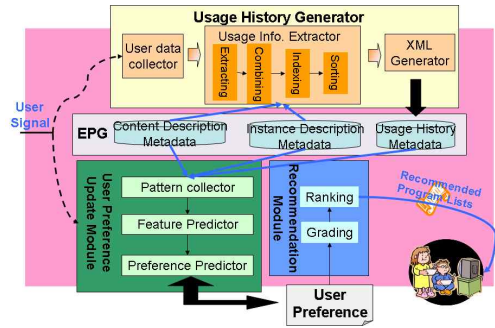 Usage History Generator
User data
collector
Usage Info. Extractor
Extracting
Combining
Indexing
Sorting
XML
Generator
User
Signal
EPG
Content Description
Metadata
Instance Description
Metadata
Usage History
Metadata
User Preference
Update Module
Pattern collector
Feature Predictor
Preference Predictor
Recommendation
Module
Ranking
Grading
Recommended
Program Lists
User
Preference